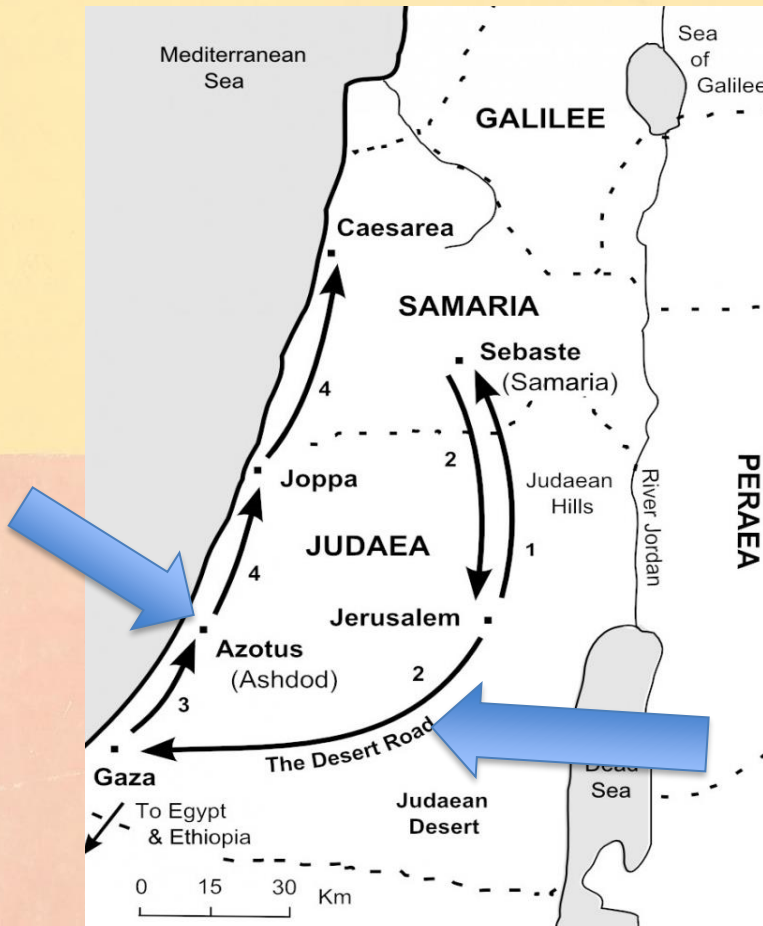 Mediterranean
Sea
Sea
of
Galilee
GALILEE
Caesarea
SAMARIA
Sebaste
(Samaria)
4
2
Judaean
Hills
River Jordan
PERAEA
Joppa
JUDAEA
1
4
Jerusalem
Azotus
(Ashdod)
2
3
The Desert Road
Gaza
Dead
Sea
To Egypt
& Ethiopia
Judaean
Desert
0 15 30 Km